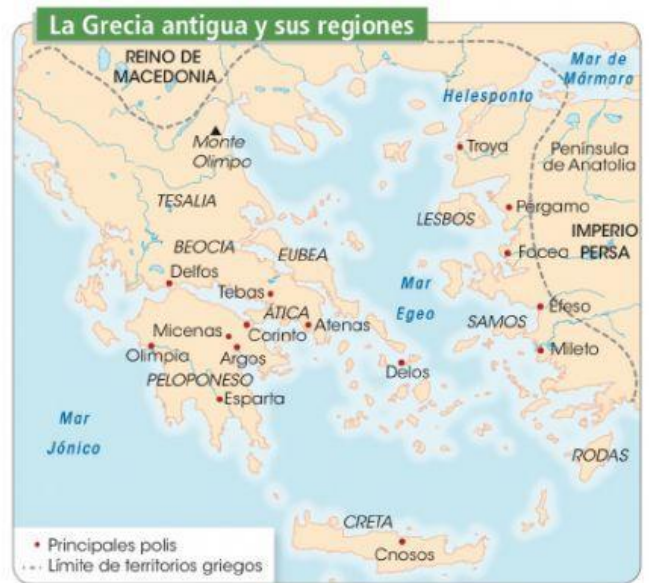 La Grecia antigua y sus regiones
REINO DE
MACEDONIA
Mar de
Mármara
Helesponto
Monte
Olimpo
Troya
Península
de Anatolia
TESALIA
LESBOS
Pérgamo
IMPERIO
PERSA
BEOCIA
EUBEA
Focea
Delfos
Mar
Egeo
Tebas
ÁTICA
Éfeso
SAMOS
Micenas
Corinto
Atenas
Olimpia
Argos
Mileto
Delos
PELOPONESO
Esparta
Mar
Jónico
RODAS
CRETA
Cnosos
Principales polis
Límite de territorios griegos